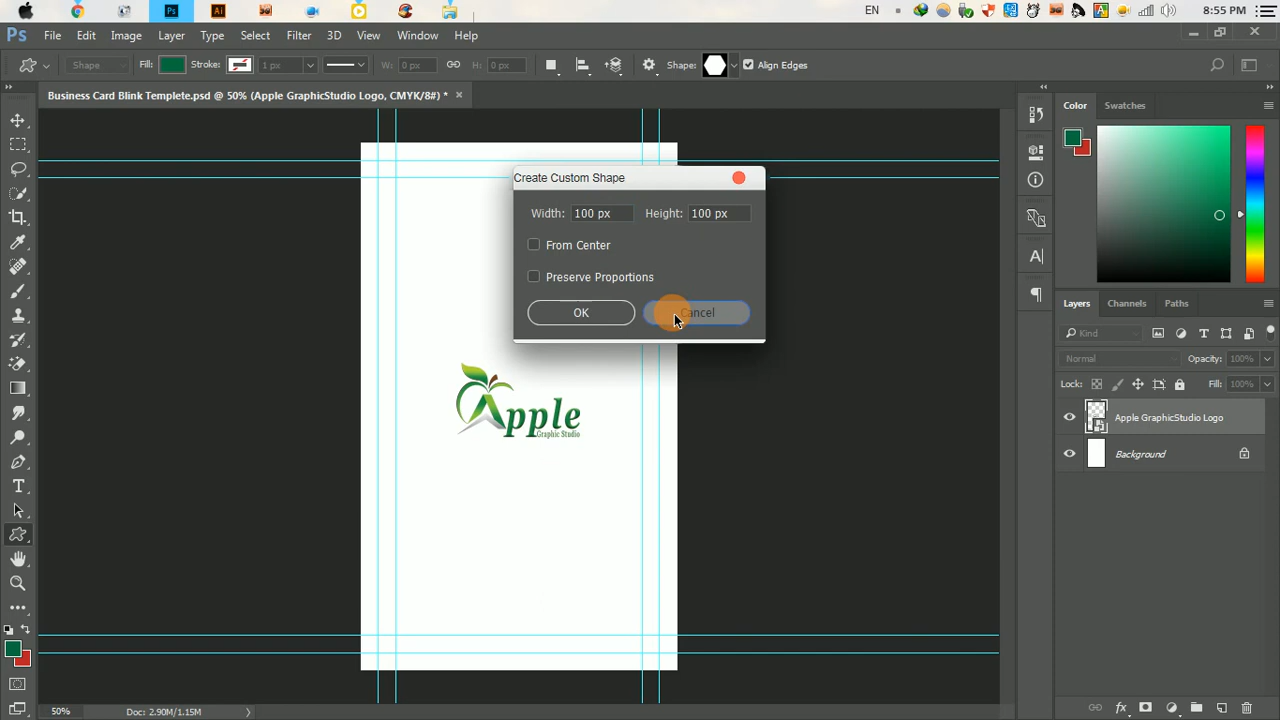 EN 8:55 PM
Ps File Edit Image Layer Type Select Filter 3D View Window Help
Shape Fill: Stroke: 1 px W: 0 px H: 0 px Shape: Align Edges
Business Card Blink Templete.psd @ 50% (Apple GraphicStudio Logo, CMYK/8#) * ×
Color Swatches
Create Custom Shape
Width: 100 px Height: 100 px
From Center
Preserve Proportions
OK Cancel
Layers Channels Paths
Kind
Normal Opacity: 100%
Lock: Fill: 100%
Apple GraphicStudio Logo
Background
Apple
Graphic Studio
50% Doc: 2.90M/1.15M